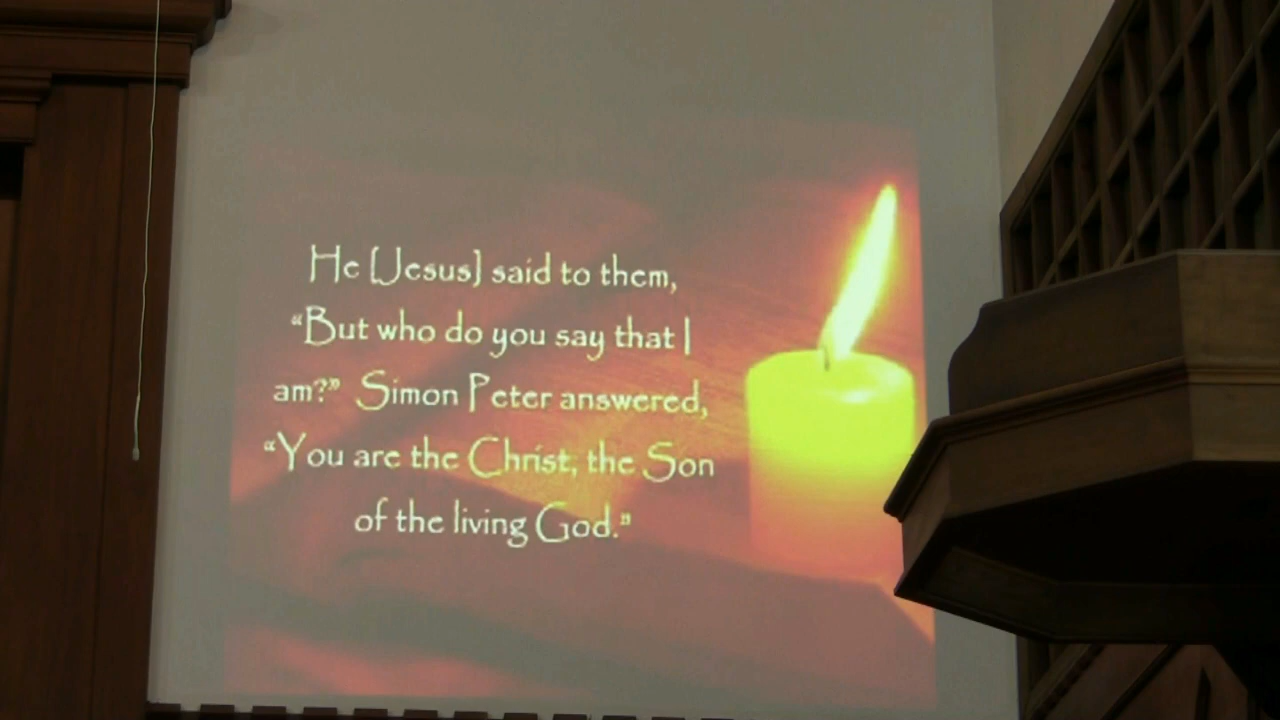 He [Jesus] said to them,
“But who do you say that I
am?” Simon Peter answered,
“You are the Christ, the Son
of the living God.”